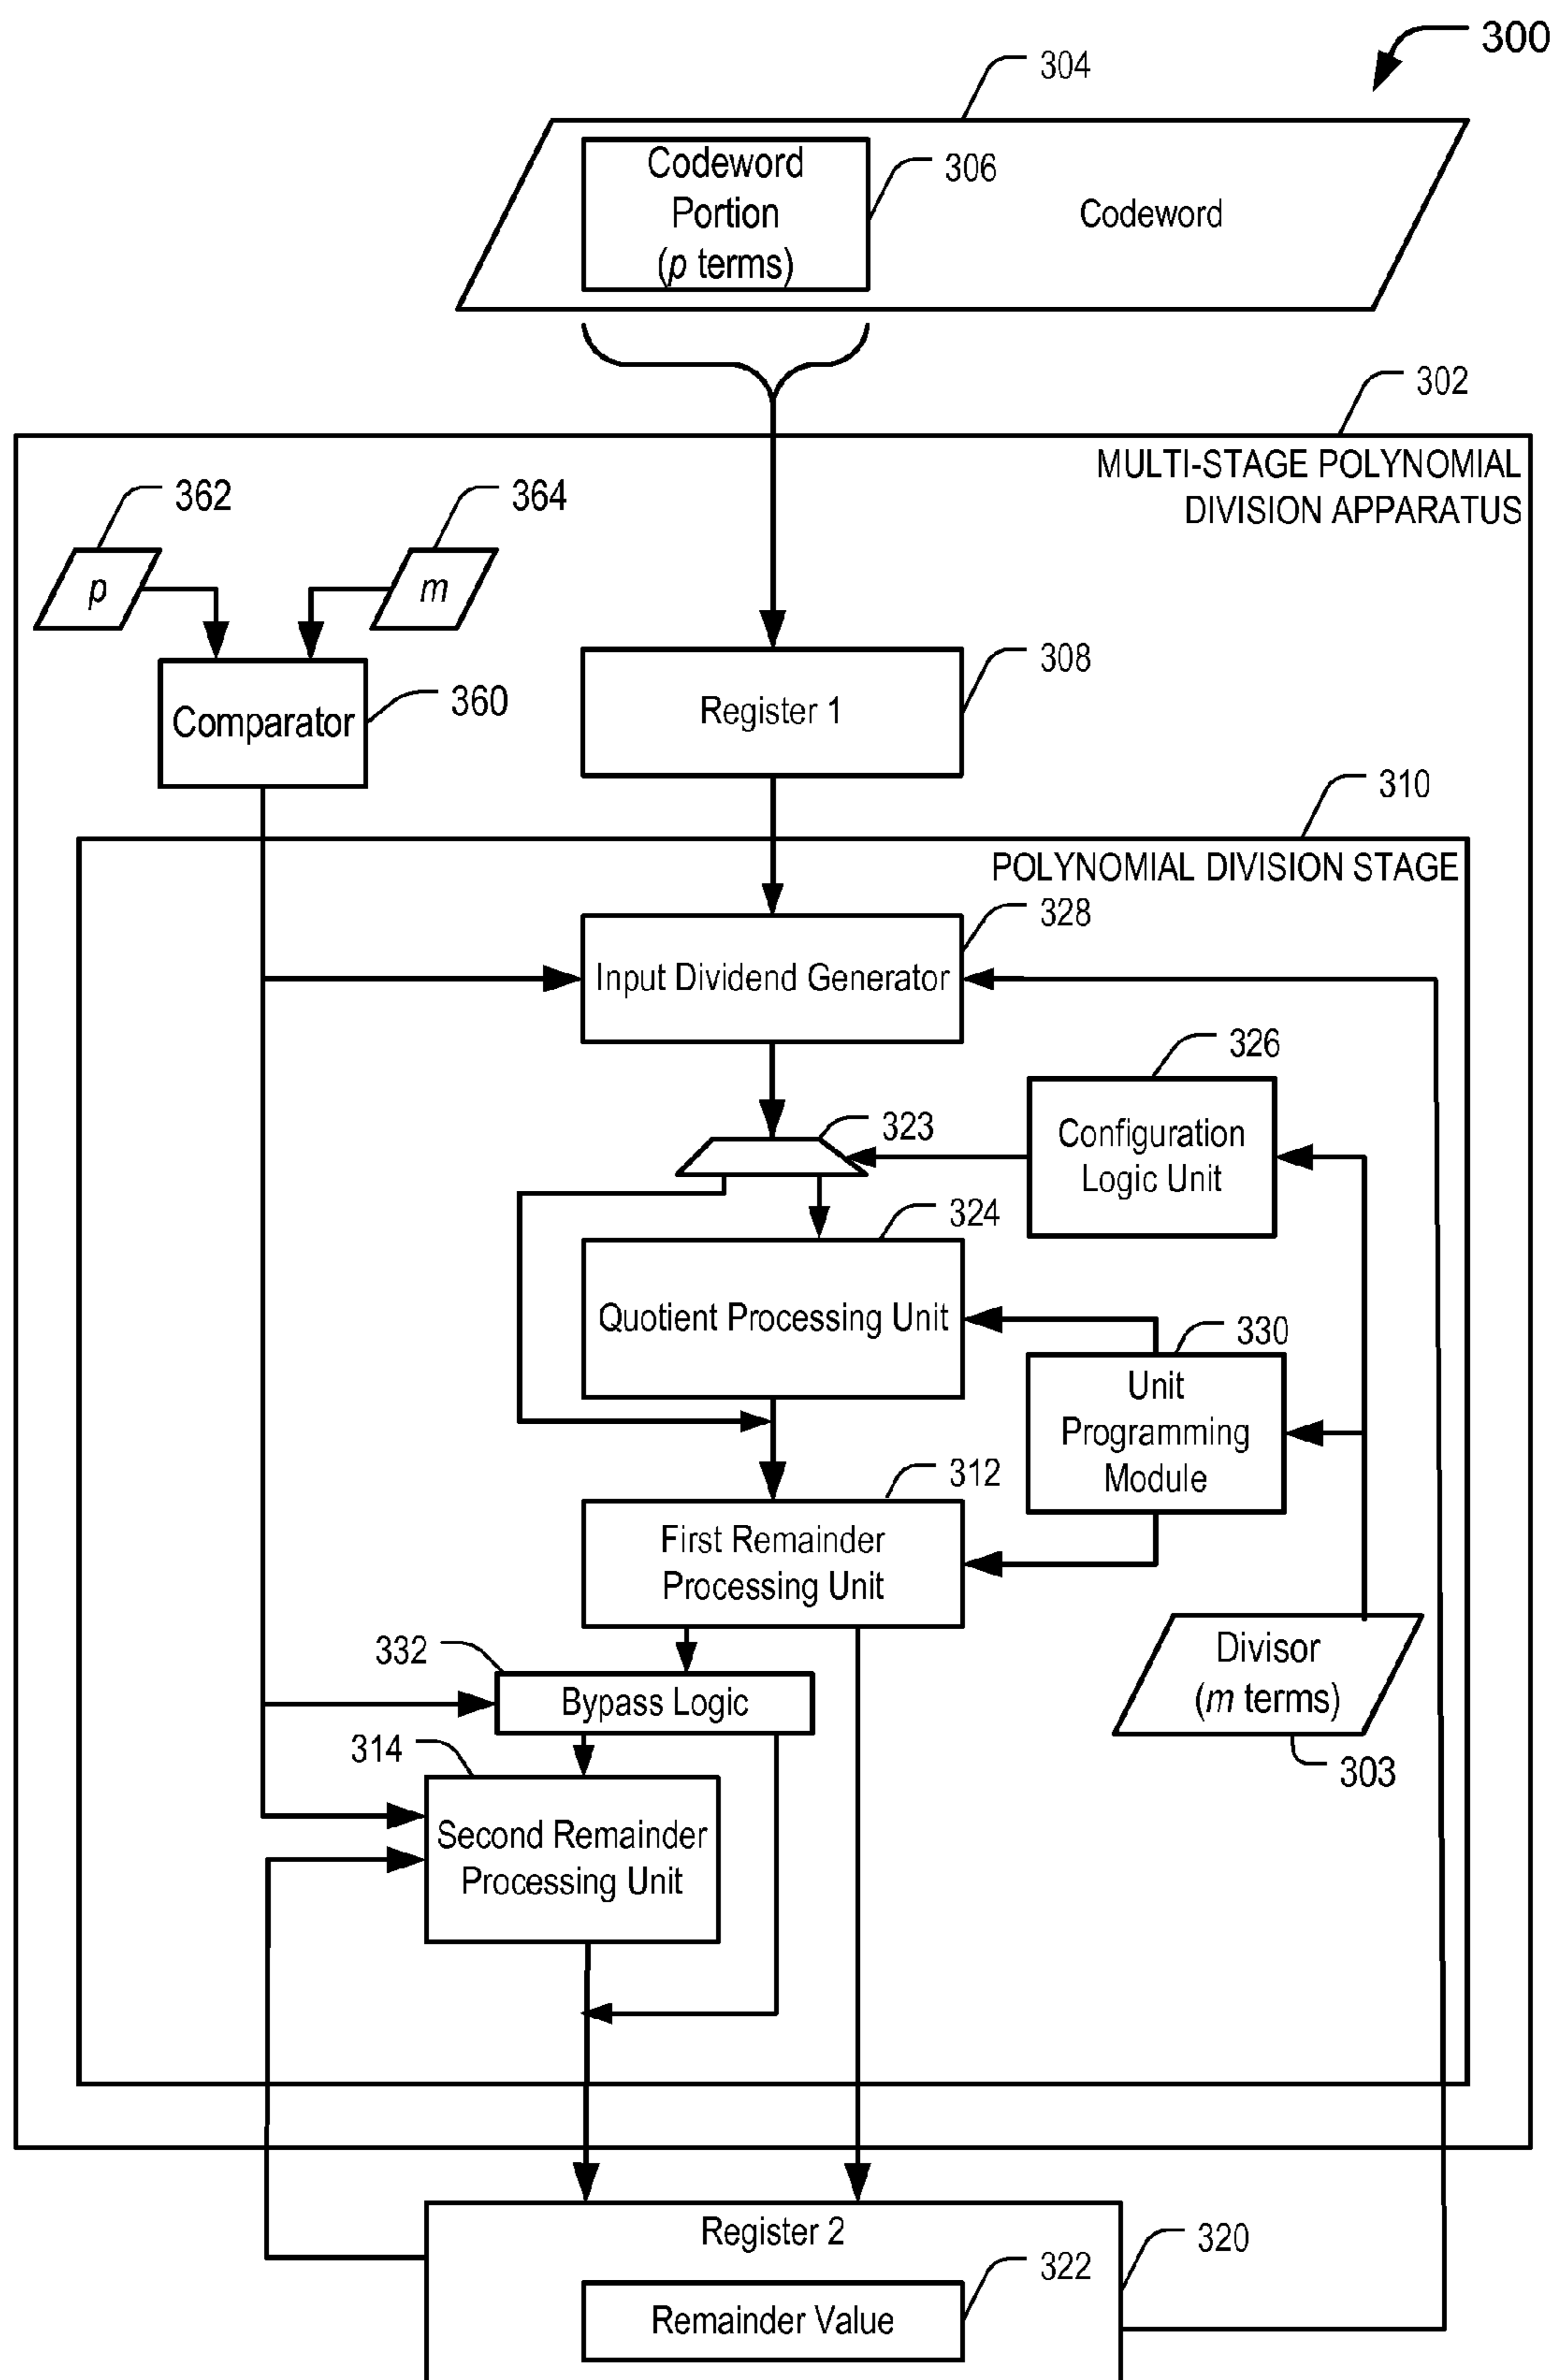 300
304
Codeword
Portion
(p terms)
306
Codeword
302
MULTI-STAGE POLYNOMIAL
DIVISION APPARATUS
362
364
p
m
308
Comparator
360
Register 1
310
POLYNOMIAL DIVISION STAGE
328
Input Dividend Generator
326
323
Configuration
Logic Unit
324
Quotient Processing Unit
330
Unit
Programming
Module
312
First Remainder
Processing Unit
332
Bypass Logic
Divisor
(m terms)
314
303
Second Remainder
Processing Unit
Register 2
320
322
Remainder Value